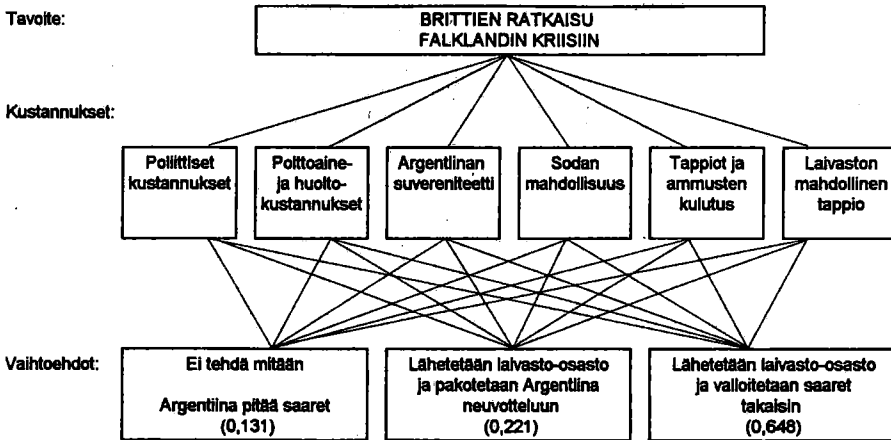 Tavoite:
BRITTIEN RATKAISU
FALKLANDIN KRIISIIN
Kustannukset:
Poliittiset
kustannukset
Polttoaine-
ja huolto-
kustannukset
Argentiinan
suvereniteetti
Sodan
mahdollisuus
Tappiot ja
ammusten
kulutus
Laivaston
mahdollinen
tappio
Vaihtoehdot:
Ei tehdä mitään
Argentiina pitää saaret
(0,131)
Lähetetään laivasto-osasto
ja pakotetaan Argentiina
neuvotteluun
(0,221)
Lähetetään laivasto-osasto
ja valloitetaan saaret
takaisin
(0,648)